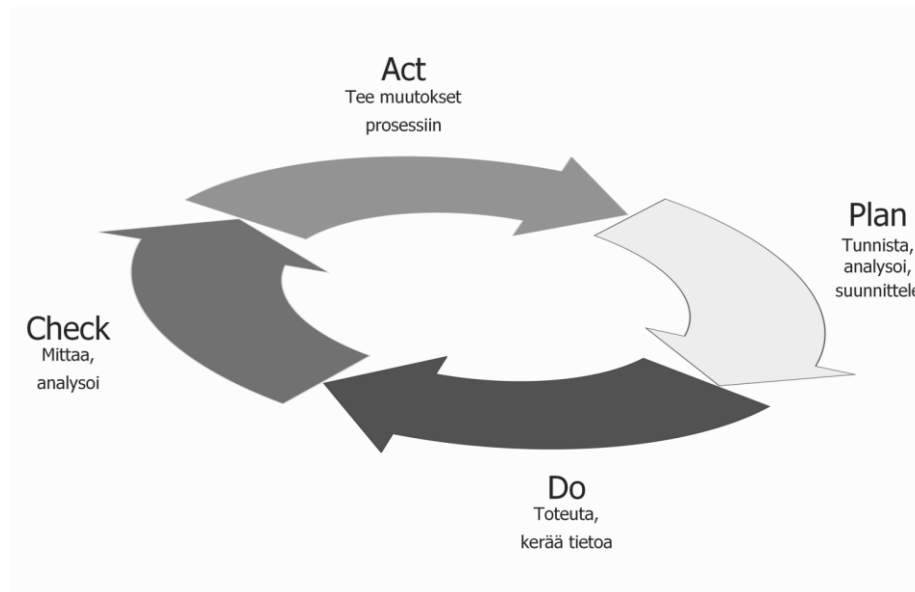 Act
Tee muutokset
prosessiin
Plan
Tunnista,
analysoi,
suunnittele
Do
Toteuta,
kerää tietoa
Check
Mittaa,
analysoi